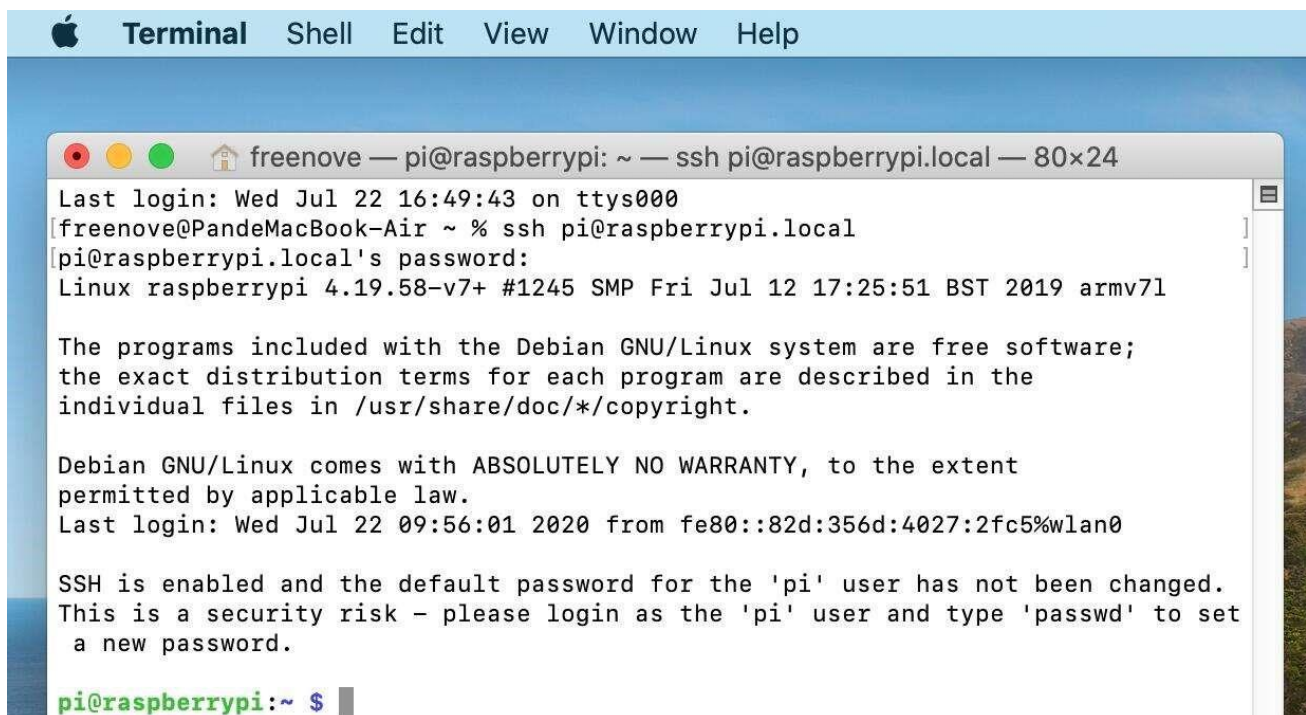 Terminal Shell Edit View Window Help
freenove — pi@raspberrypi: ~ — ssh pi@raspberrypi.local — 80×24
Last login: Wed Jul 22 16:49:43 on ttys000
[freenove@PandeMacBook-Air ~ % ssh pi@raspberrypi.local ]
[pi@raspberrypi.local's password: ]
Linux raspberrypi 4.19.58-v7+ #1245 SMP Fri Jul 12 17:25:51 BST 2019 armv7l
The programs included with the Debian GNU/Linux system are free software;
the exact distribution terms for each program are described in the
individual files in /usr/share/doc/*/copyright.
Debian GNU/Linux comes with ABSOLUTELY NO WARRANTY, to the extent
permitted by applicable law.
Last login: Wed Jul 22 09:56:01 2020 from fe80::82d:356d:4027:2fc5%wlan0
SSH is enabled and the default password for the 'pi' user has not been changed.
This is a security risk – please login as the 'pi' user and type 'passwd' to set
a new password.
pi@raspberrypi:~ $